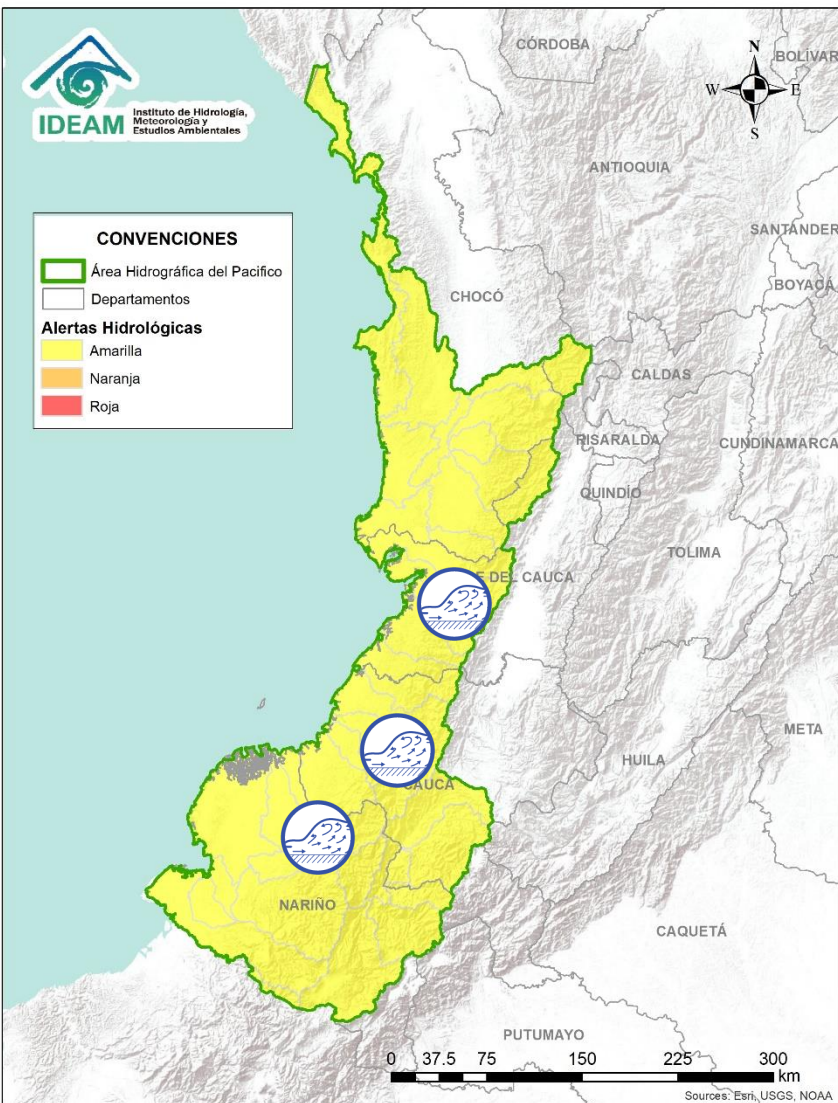 IDEAM
Instituto de Hidrología,
Meteorología y
Estudios Ambientales
CÓRDOBA
BOLÍVAR
N
W
E
S
ANTIOQUIA
SANTANDER
BOYACÁ
CONVENCIONES
Área Hidrográfica del Pacifico
Departamentos
Alertas Hidrológicas
Amarilla
Naranja
Roja
CHOCÓ
CALDAS
RISARALDA
CUNDINAMARCA
QUINDÍO
TOLIMA
E DEL CAUCA
META
HUILA
CAUCA
NARIÑO
CAQUETÁ
PUTUMAYO
0 37.5 75 150 225 300
km
Sources: Esri, USGS, NOAA